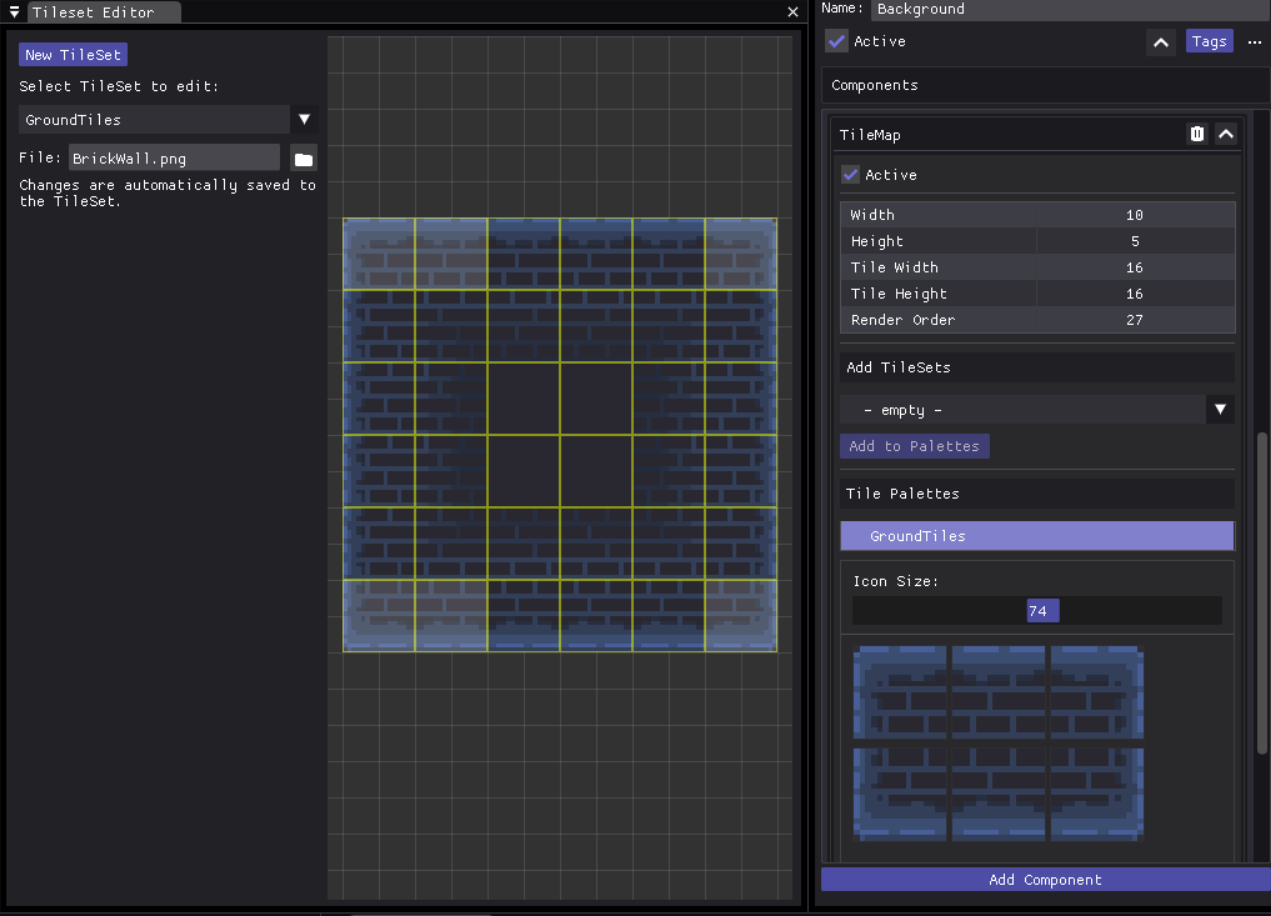 Tileset Editor
New TileSet
Select TileSet to edit:
GroundTiles
File: BrickWall.png
Changes are automatically saved to
the TileSet.
Name: Background
Active
Tags
...
Components
TileMap
Active
Width 10
Height 5
Tile Width 16
Tile Height 16
Render Order 27
Add TileSets
- empty -
Add to Palettes
Tile Palettes
GroundTiles
Icon Size:
74
Add Component